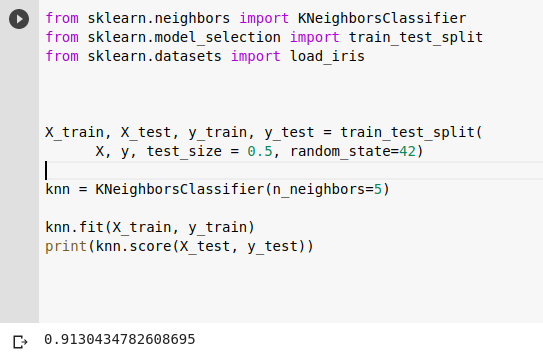 from sklearn.neighbors import KNeighborsClassifier
from sklearn.model_selection import train_test_split
from sklearn.datasets import load_iris
X_train, X_test, y_train, y_test = train_test_split(
      X, y, test_size = 0.5, random_state=42)
knn = KNeighborsClassifier(n_neighbors=5)
knn.fit(X_train, y_train)
print(knn.score(X_test, y_test))
0.9130434782608695